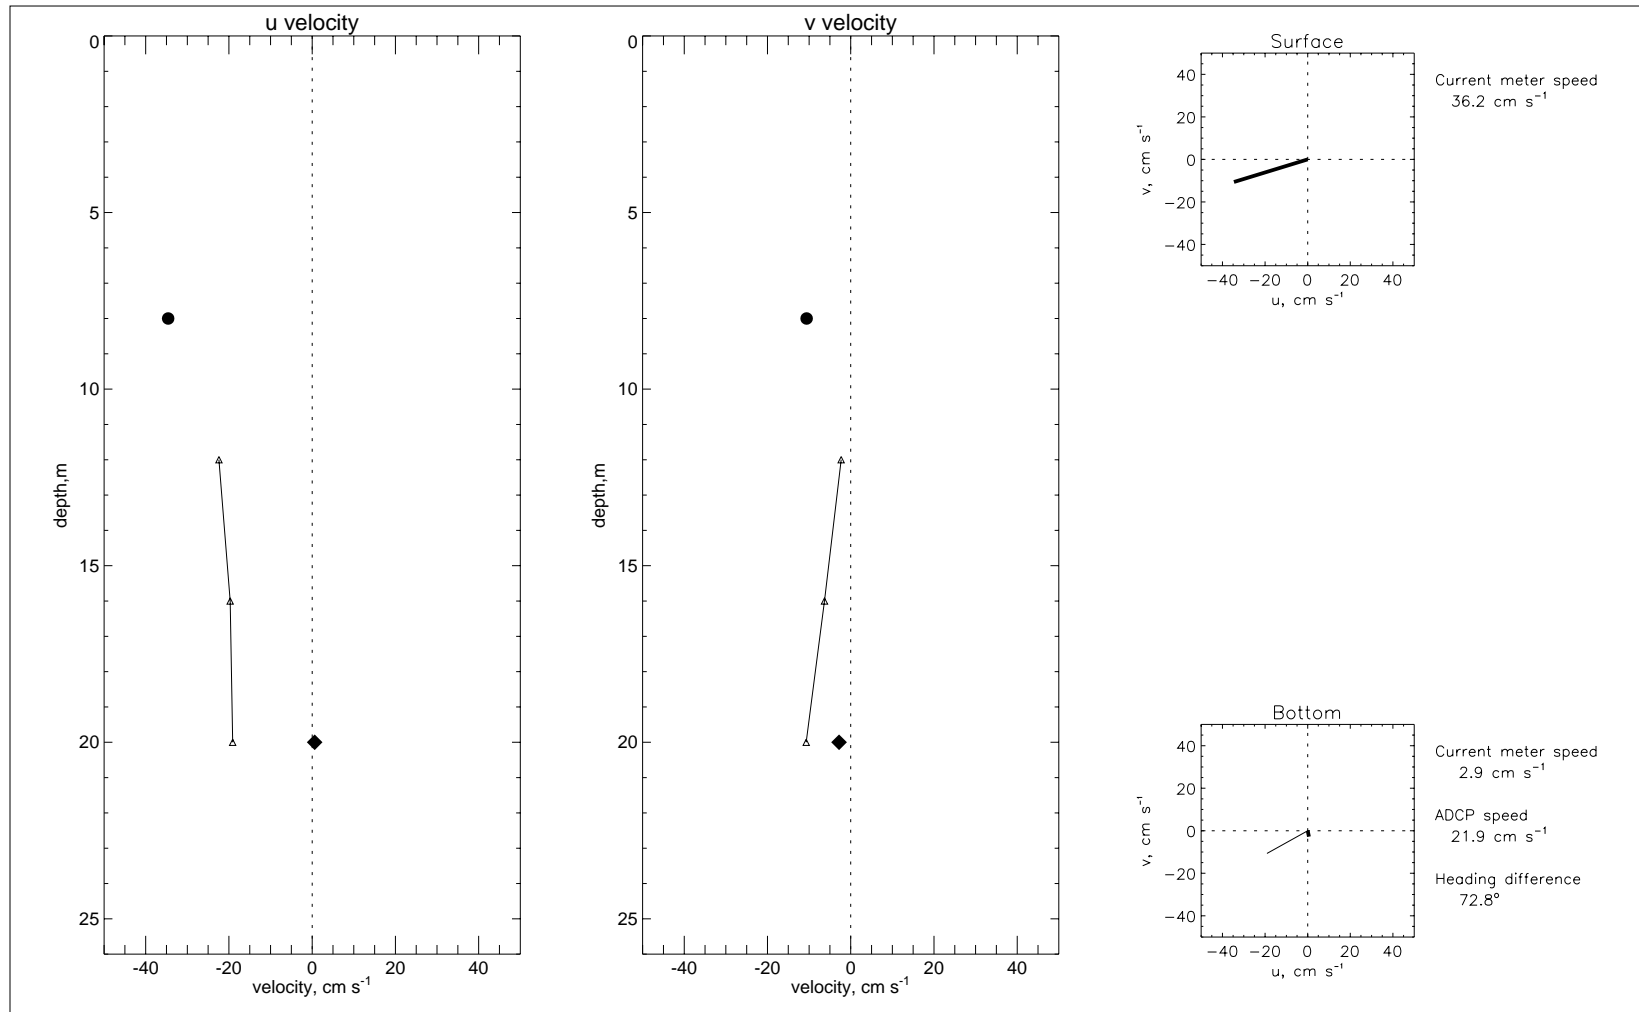 u velocity
0
5
10
15
20
25
depth,m
-40 -20 0 20 40
velocity, cm s⁻¹
v velocity
0
5
10
15
20
25
depth,m
-40 -20 0 20 40
velocity, cm s⁻¹
Surface
40
20
0
−20
−40
v, cm s⁻¹
−40 −20 0 20 40
u, cm s⁻¹
Current meter speed
36.2 cm s⁻¹
Bottom
40
20
0
−20
−40
v, cm s⁻¹
−40 −20 0 20 40
u, cm s⁻¹
Current meter speed
2.9 cm s⁻¹
ADCP speed
21.9 cm s⁻¹
Heading difference
72.8°